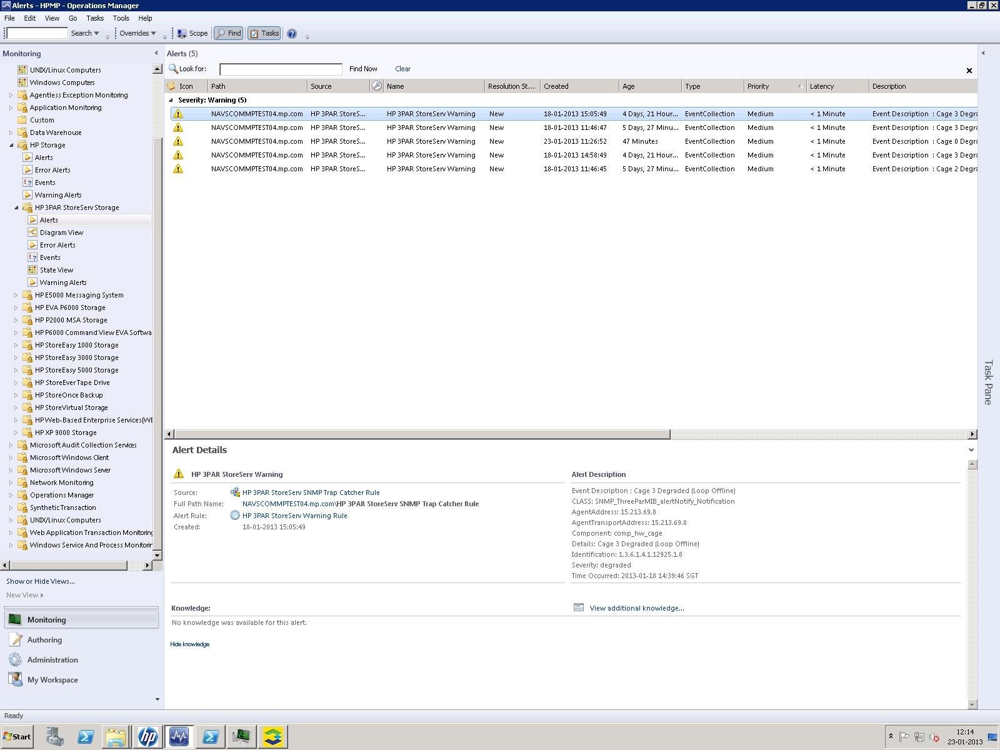 Alerts - HPMP - Operations Manager
File Edit View Go Tasks Tools Help
Search Overrides Scope Find Tasks
Monitoring
UNIX/Linux Computers
Windows Computers
Agentless Exception Monitoring
Application Monitoring
Custom
Data Warehouse
HP Storage
Alerts
Error Alerts
Events
Warning Alerts
HP 3PAR StoreServ Storage
Alerts
Diagram View
Error Alerts
Events
State View
Warning Alerts
HP E5000 Messaging System
HP EVA P6000 Storage
HP P2000 MSA Storage
HP P6000 Command View EVA Softwa
HP StoreEasy 1000 Storage
HP StoreEasy 3000 Storage
HP StoreEasy 5000 Storage
HP StoreEver Tape Drive
HP StoreOnce Backup
HP StoreVirtual Storage
HP Web-Based Enterprise Services(WE
HP XP 9000 Storage
Microsoft Audit Collection Services
Microsoft Windows Client
Microsoft Windows Server
Network Monitoring
Operations Manager
Synthetic Transaction
UNIX/Linux Computers
Web Application Transaction Monitoring
Windows Service And Process Monitorin
Show or Hide Views...
New View
Monitoring
Authoring
Administration
My Workspace
Alerts (5)
Look for: Find Now Clear
Icon Path Source Name Resolution St... Created Age Type Priority Latency Description
Severity: Warning (5)
NAVSCOMMPTEST04.mp.com HP 3PAR StoreS... HP 3PAR StoreServ Warning New 18-01-2013 15:05:49 4 Days, 21 Hour... EventCollection Medium < 1 Minute Event Description : Cage 3 Degra
NAVSCOMMPTEST04.mp.com HP 3PAR StoreS... HP 3PAR StoreServ Warning New 18-01-2013 11:46:47 5 Days, 27 Minu... EventCollection Medium < 1 Minute Event Description : Cage 3 Degra
NAVSCOMMPTEST04.mp.com HP 3PAR StoreS... HP 3PAR StoreServ Warning New 23-01-2013 11:26:52 47 Minutes EventCollection Medium < 1 Minute Event Description : Cage 0 Degra
NAVSCOMMPTEST04.mp.com HP 3PAR StoreS... HP 3PAR StoreServ Warning New 18-01-2013 14:58:49 4 Days, 21 Hour... EventCollection Medium < 1 Minute Event Description : Cage 3 Degra
NAVSCOMMPTEST04.mp.com HP 3PAR StoreS... HP 3PAR StoreServ Warning New 18-01-2013 11:46:45 5 Days, 27 Minu... EventCollection Medium < 1 Minute Event Description : Cage 2 Degra
Alert Details
HP 3PAR StoreServ Warning
Source: HP 3PAR StoreServ SNMP Trap Catcher Rule
Full Path Name: NAVSCOMMPTEST04.mp.com\HP 3PAR StoreServ SNMP Trap Catcher Rule
Alert Rule: HP 3PAR StoreServ Warning Rule
Created: 18-01-2013 15:05:49
Alert Description
Event Description : Cage 3 Degraded (Loop Offline)
CLASS: SNMP_ThreeParMIB_alertNotify_Notification
AgentAddress: 15.213.69.8
AgentTransportAddress: 15.213.69.8
Component: comp_hw_cage
Details: Cage 3 Degraded (Loop Offline)
Identification: 1.3.6.1.4.1.12925.1.8
Severity: degraded
Time Occurred: 2013-01-18 14:39:46 SGT
Knowledge:
View additional knowledge...
No knowledge was available for this alert.
Hide knowledge
Task Pane
Ready
Start
hp
12:14
23-01-2013